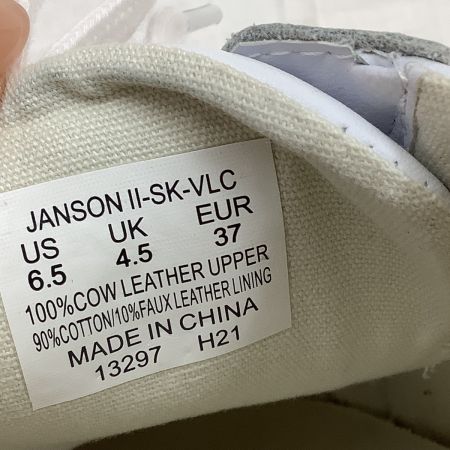 JANSON II-SK-VLC
US UK EUR
6.5 4.5 37
100%COW LEATHER UPPER
90%COTTON/10%FAUX LEATHER LINING
MADE IN CHINA
13297 H21